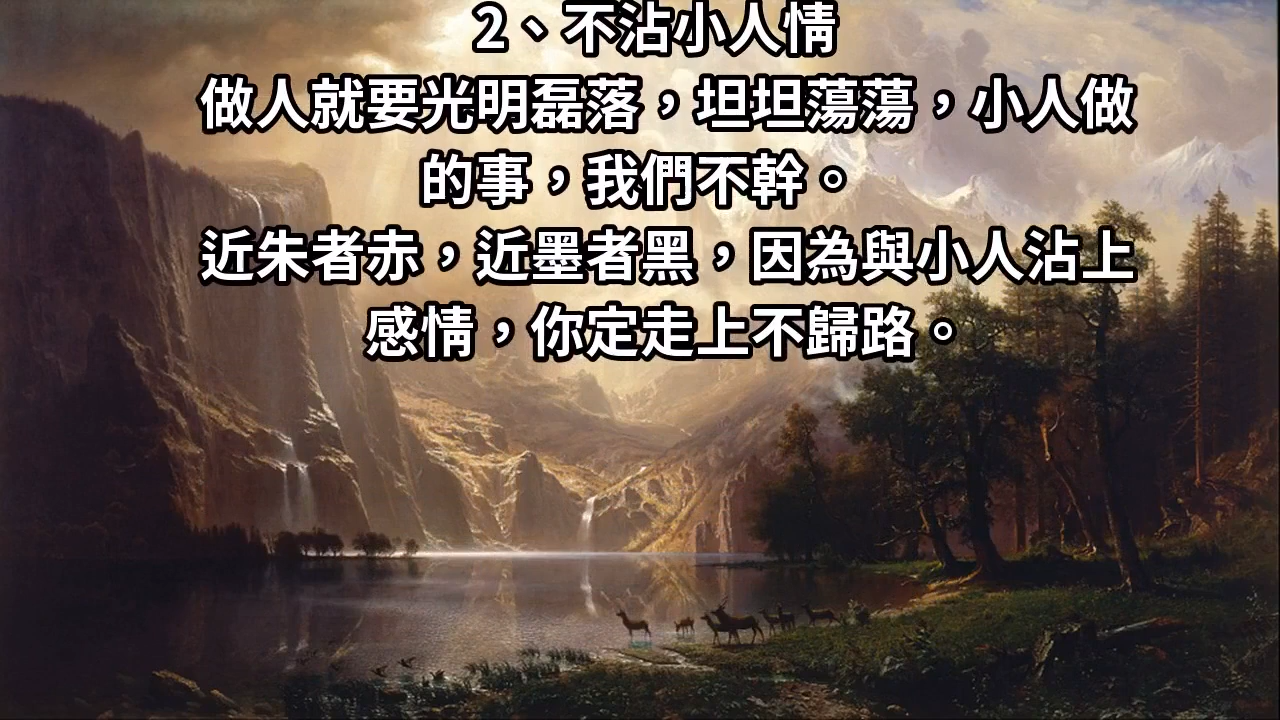 2、不沾小人情
做人就要光明磊落，坦坦蕩蕩，小人做
的事，我們不幹。
近朱者赤，近墨者黑，因為與小人沾上
感情，你定走上不歸路。